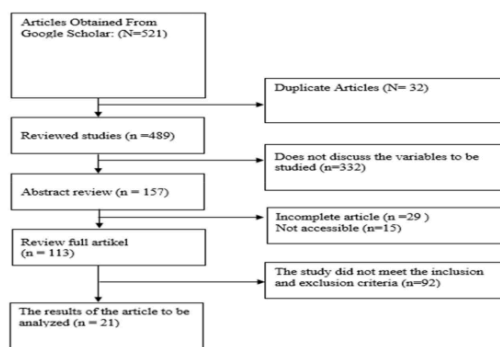 Articles Obtained From
Google Scholar: (N=521)
Duplicate Articles (N= 32)
Reviewed studies (n =489)
Does not discuss the variables to be
studied (n=332)
Abstract review (n = 157)
Incomplete article (n =29 )
Not accessible (n=15)
Review full artikel
(n = 113)
The study did not meet the inclusion
and exclusion criteria (n=92)
The results of the article to be
analyzed (n = 21)